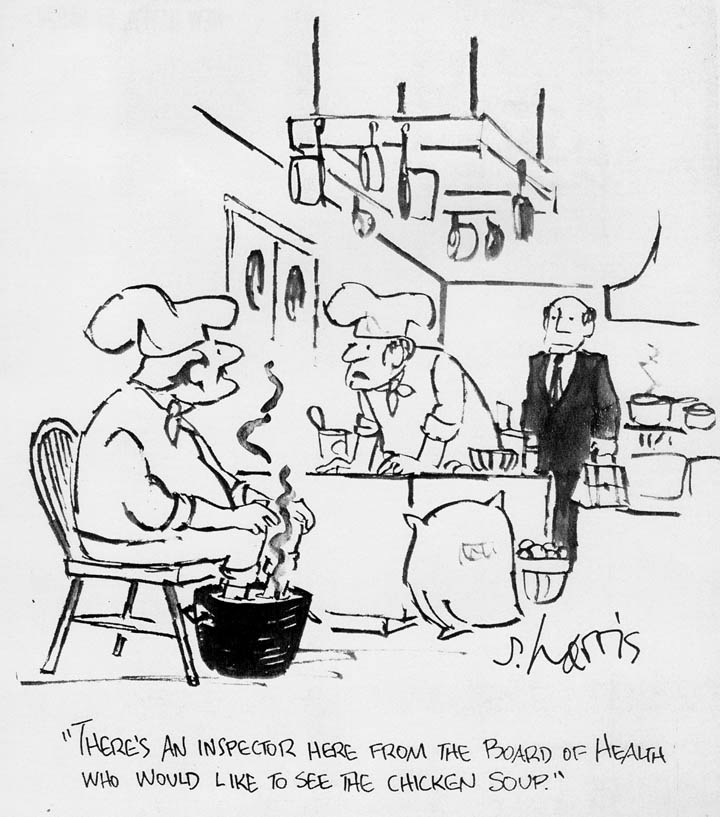 S. Harris
"THERE'S AN INSPECTOR HERE FROM THE BOARD OF HEALTH
WHO WOULD LIKE TO SEE THE CHICKEN SOUP."